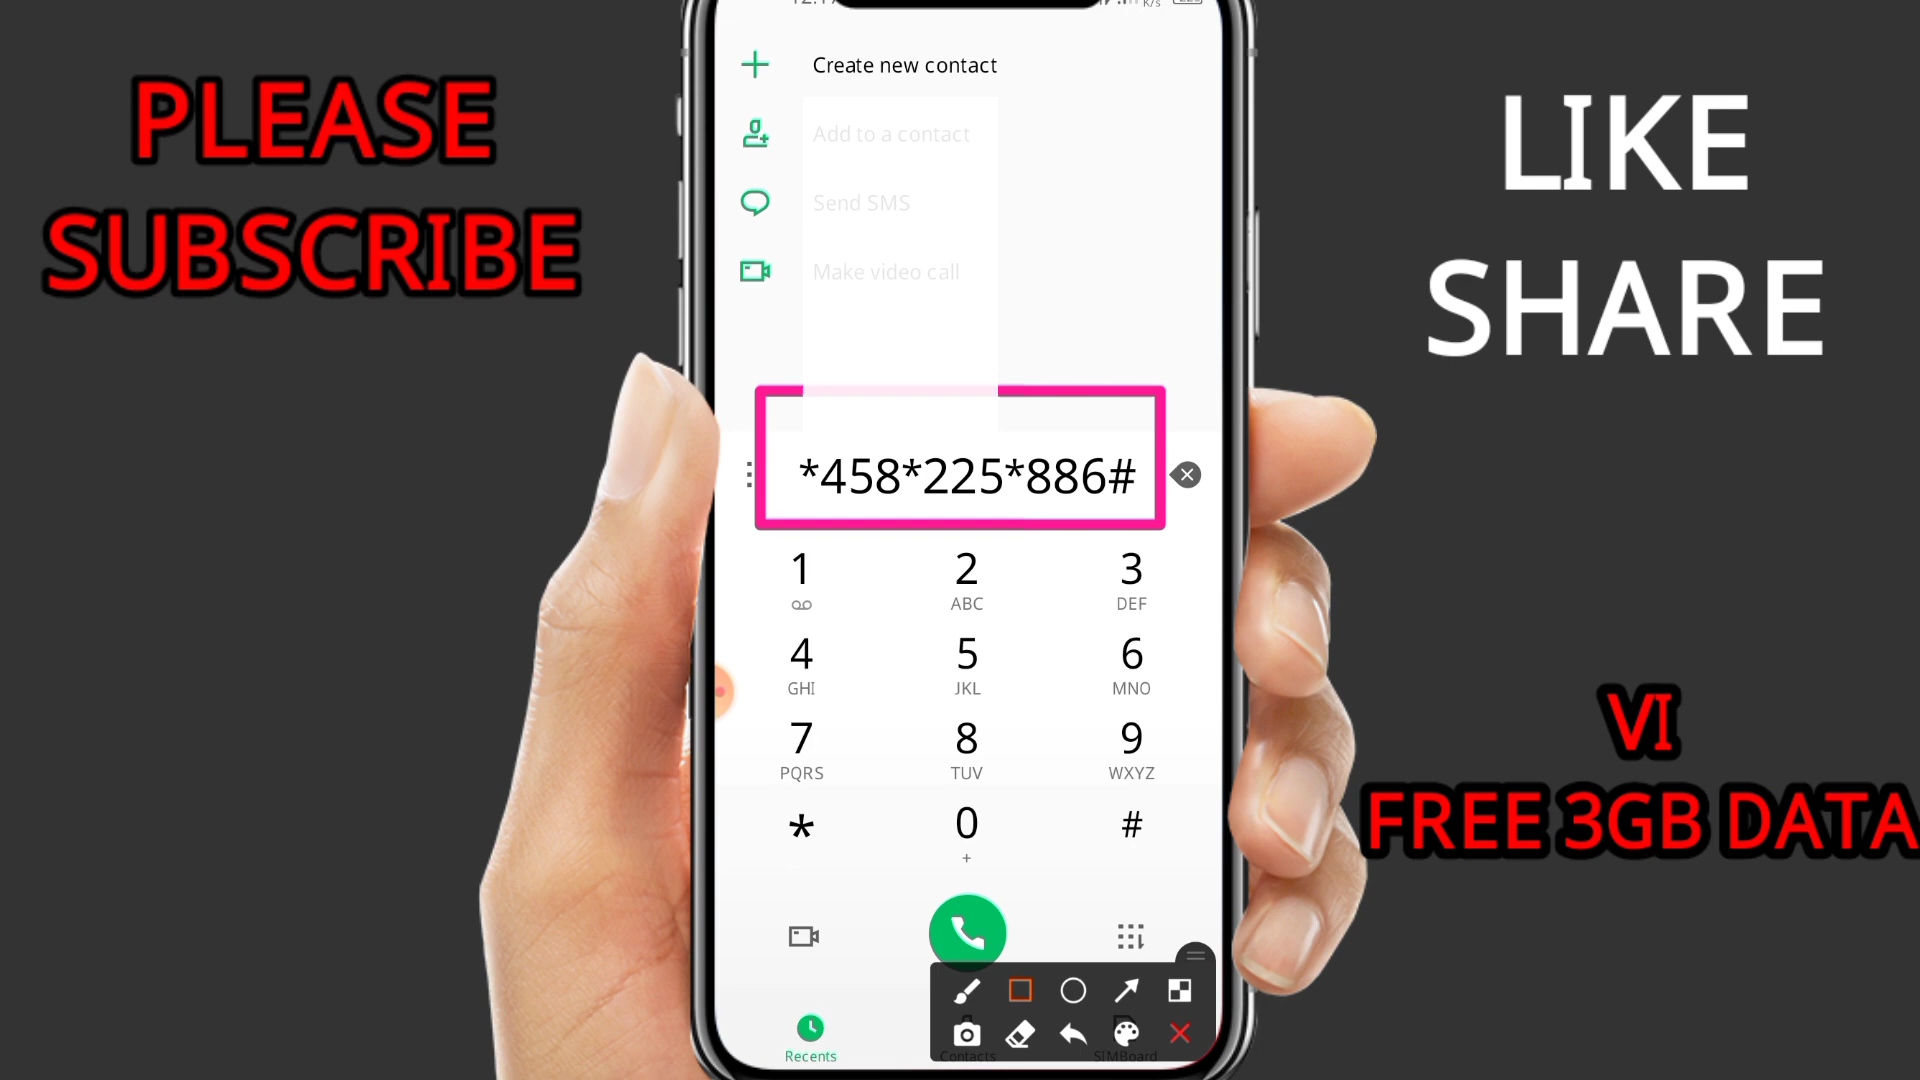 PLEASE
SUBSCRIBE
LIKE
SHARE
K/s
Create new contact
Add to a contact
Send SMS
Make video call
*458*225*886#
1 2 3
ABC DEF
4 5 6
GHI JKL MNO
7 8 9
PQRS TUV WXYZ
* 0 #
+
VI
FREE 3GB DATA
Recents
Contacts
SIMBoard